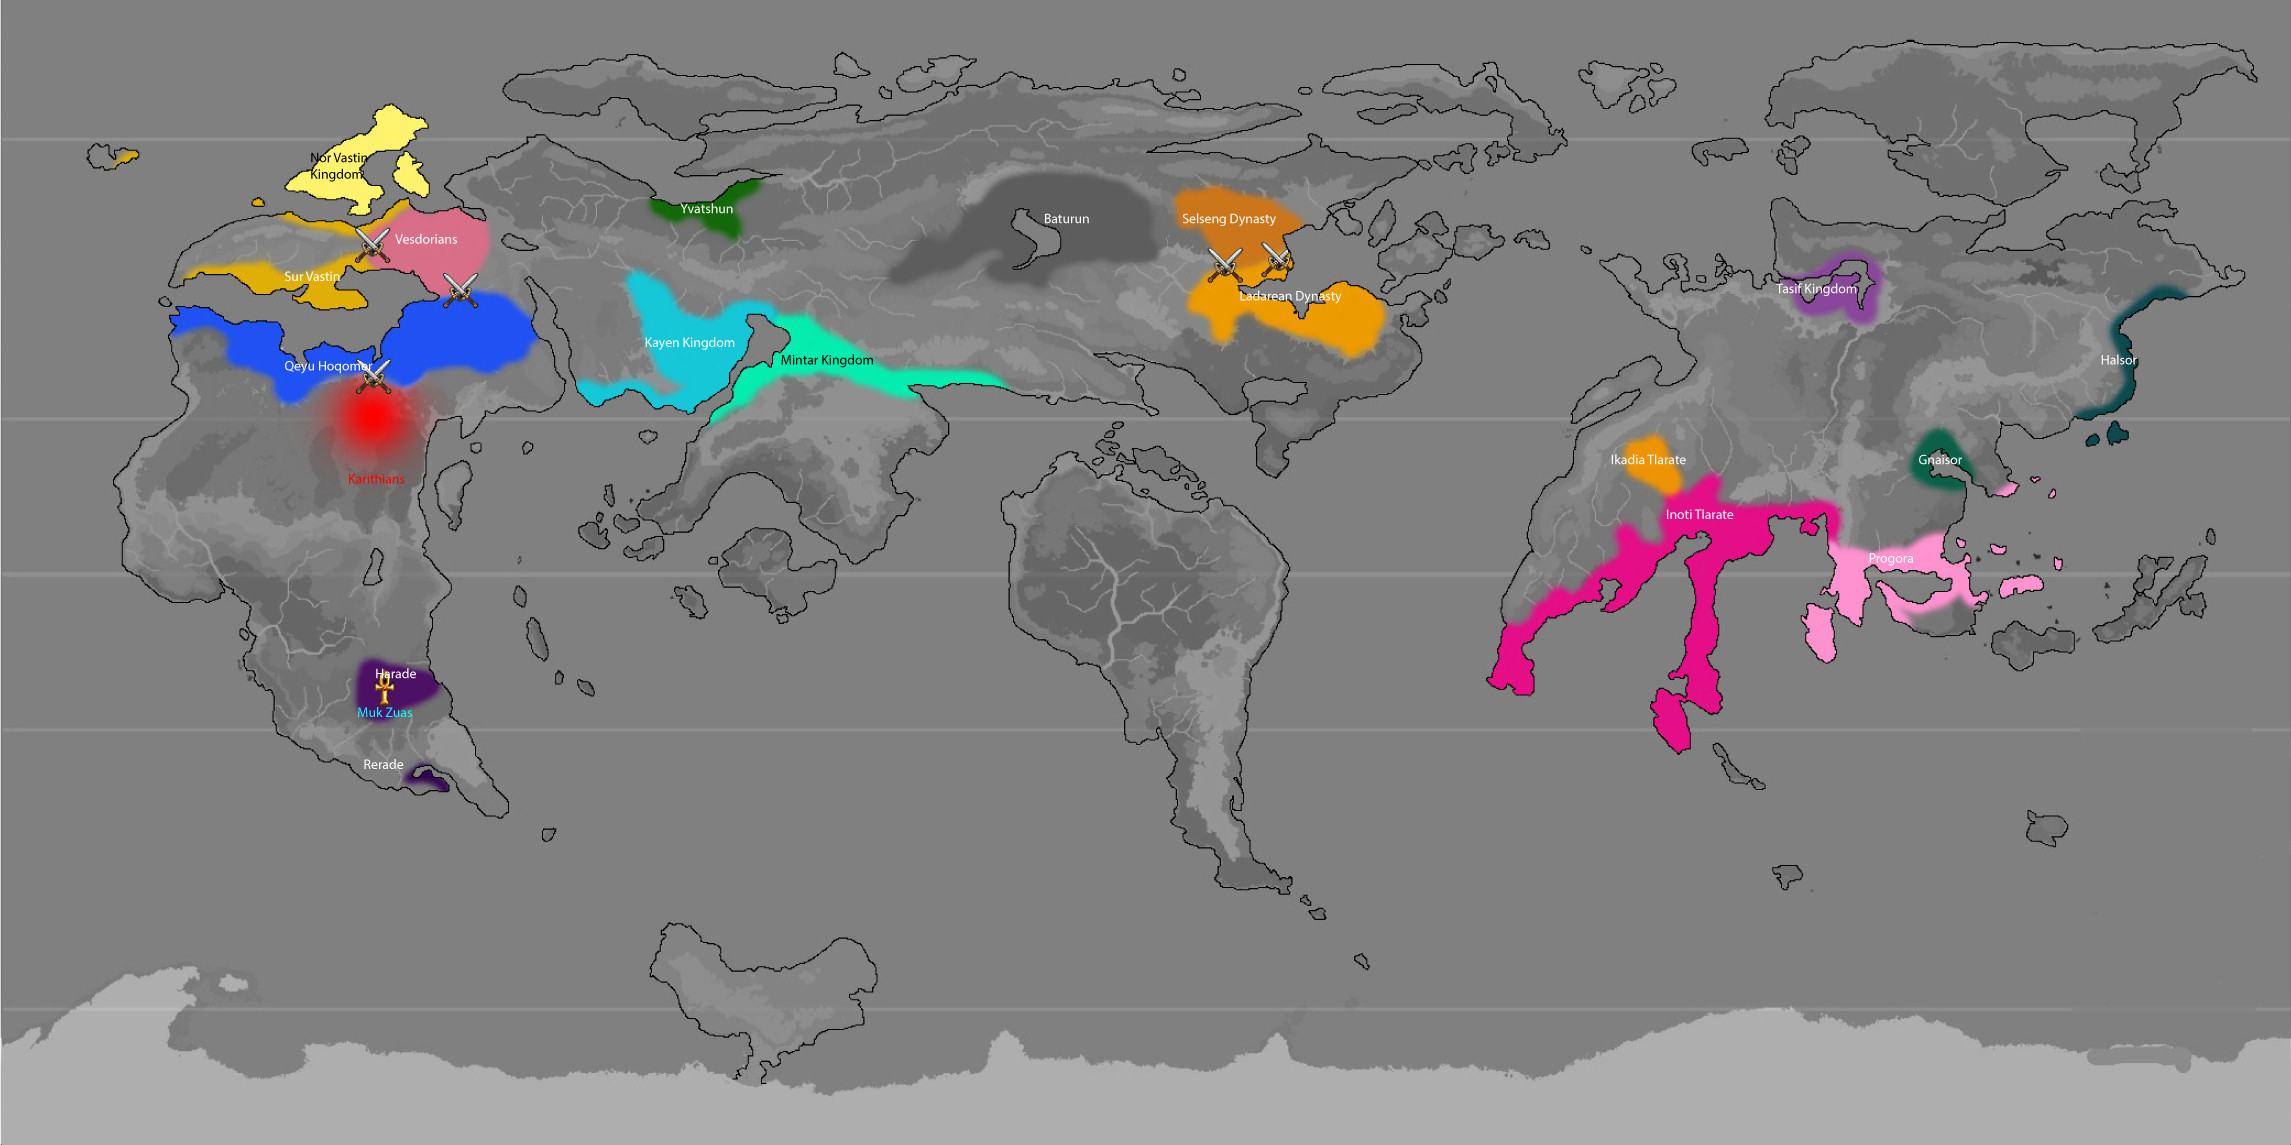 Nor Vastin
Kingdom
Yvatshun
Baturun
Selseng Dynasty
Vesdorians
Sur Vastin
Tasif Kingdom
Ladarean Dynasty
Kayen Kingdom
Mintar Kingdom
Halsor
Qeyu Hoqomer
Ikadia Tlarate
Gnaisor
Karithians
Inoti Tlarate
Progora
Harade
Muk Zuas
Rerade